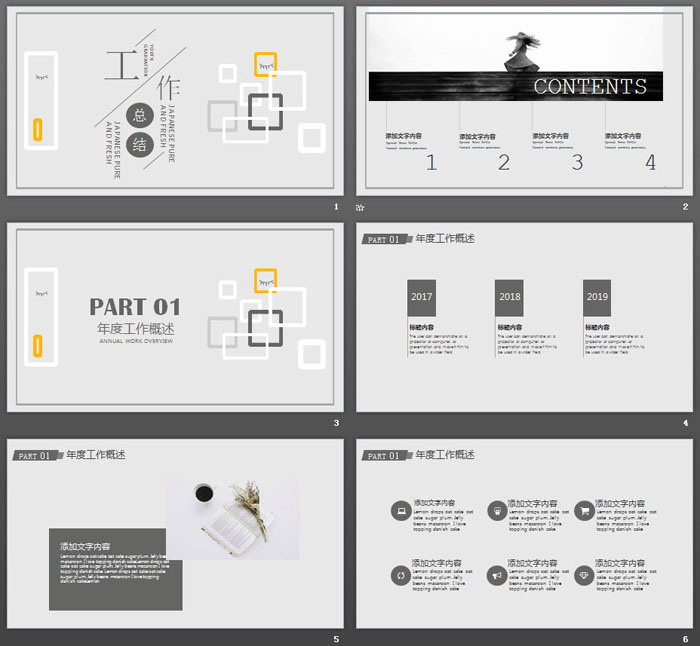 工
作
总
结
YOUR'S
GRADUATION
JAPANESE PURE
AND FRESH
JAPANESE PURE
AND FRESH
1
CONTENTS
添加文字内容
1
添加文字内容
2
添加文字内容
3
添加文字内容
4
2
PART 01
年度工作概述
ANNUAL WORK OVERVIEW
3
PART 01 年度工作概述
2017
标题内容
The user can demonstrate on a
projector or computer, or
presentation and make it film to
be used in a wider field
2018
标题内容
The user can demonstrate on a
projector or computer, or
presentation and make it film to
be used in a wider field
2019
标题内容
The user can demonstrate on a
projector or computer, or
presentation and make it film to
be used in a wider field
4
PART 01 年度工作概述
添加文字内容
5
PART 01 年度工作概述
添加文字内容
Lemon drops oat cake oat
cake sugar plum. Jelly
beans macaroon I love
topping danish cake
添加文字内容
Lemon drops oat cake oat
cake sugar plum. Jelly
beans macaroon I love
topping danish cake
添加文字内容
Lemon drops oat cake oat
cake sugar plum. Jelly
beans macaroon I love
topping danish cake
添加文字内容
Lemon drops oat cake oat
cake sugar plum. Jelly
beans macaroon I love
topping danish cake
添加文字内容
Lemon drops oat cake oat
cake sugar plum. Jelly
beans macaroon I love
topping danish cake
添加文字内容
Lemon drops oat cake oat
cake sugar plum. Jelly
beans macaroon I love
topping danish cake
6